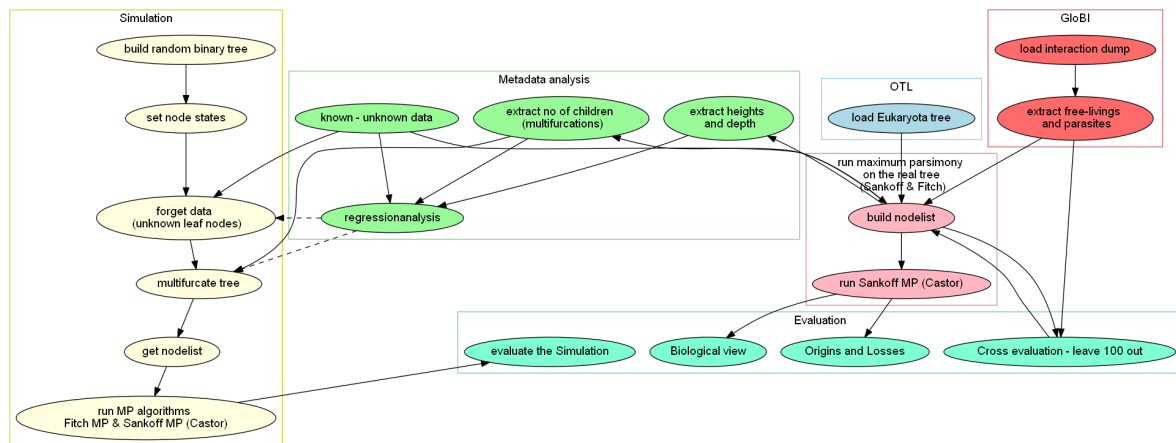 Simulation
build random binary tree
set node states
forget data
(unknown leaf nodes)
multifurcate tree
get nodelist
run MP algorithms
Fitch MP & Sankoff MP (Castor)
Metadata analysis
known - unknown data
extract no of children
(multifurcations)
extract heights
and depth
regressionanalysis
OTL
load Eukaryota tree
GloBI
load interaction dump
extract free-livings
and parasites
run maximum parsimony
on the real tree
(Sankoff & Fitch)
build nodelist
run Sankoff MP (Castor)
Evaluation
evaluate the Simulation
Biological view
Origins and Losses
Cross evaluation - leave 100 out